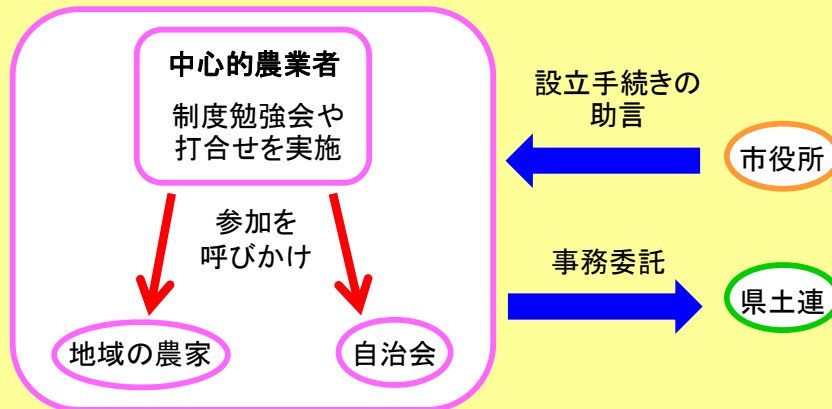 中心的農業者
制度勉強会や
打合せを実施
参加を
呼びかけ
地域の農家
自治会
設立手続きの
助言
市役所
事務委託
県土連